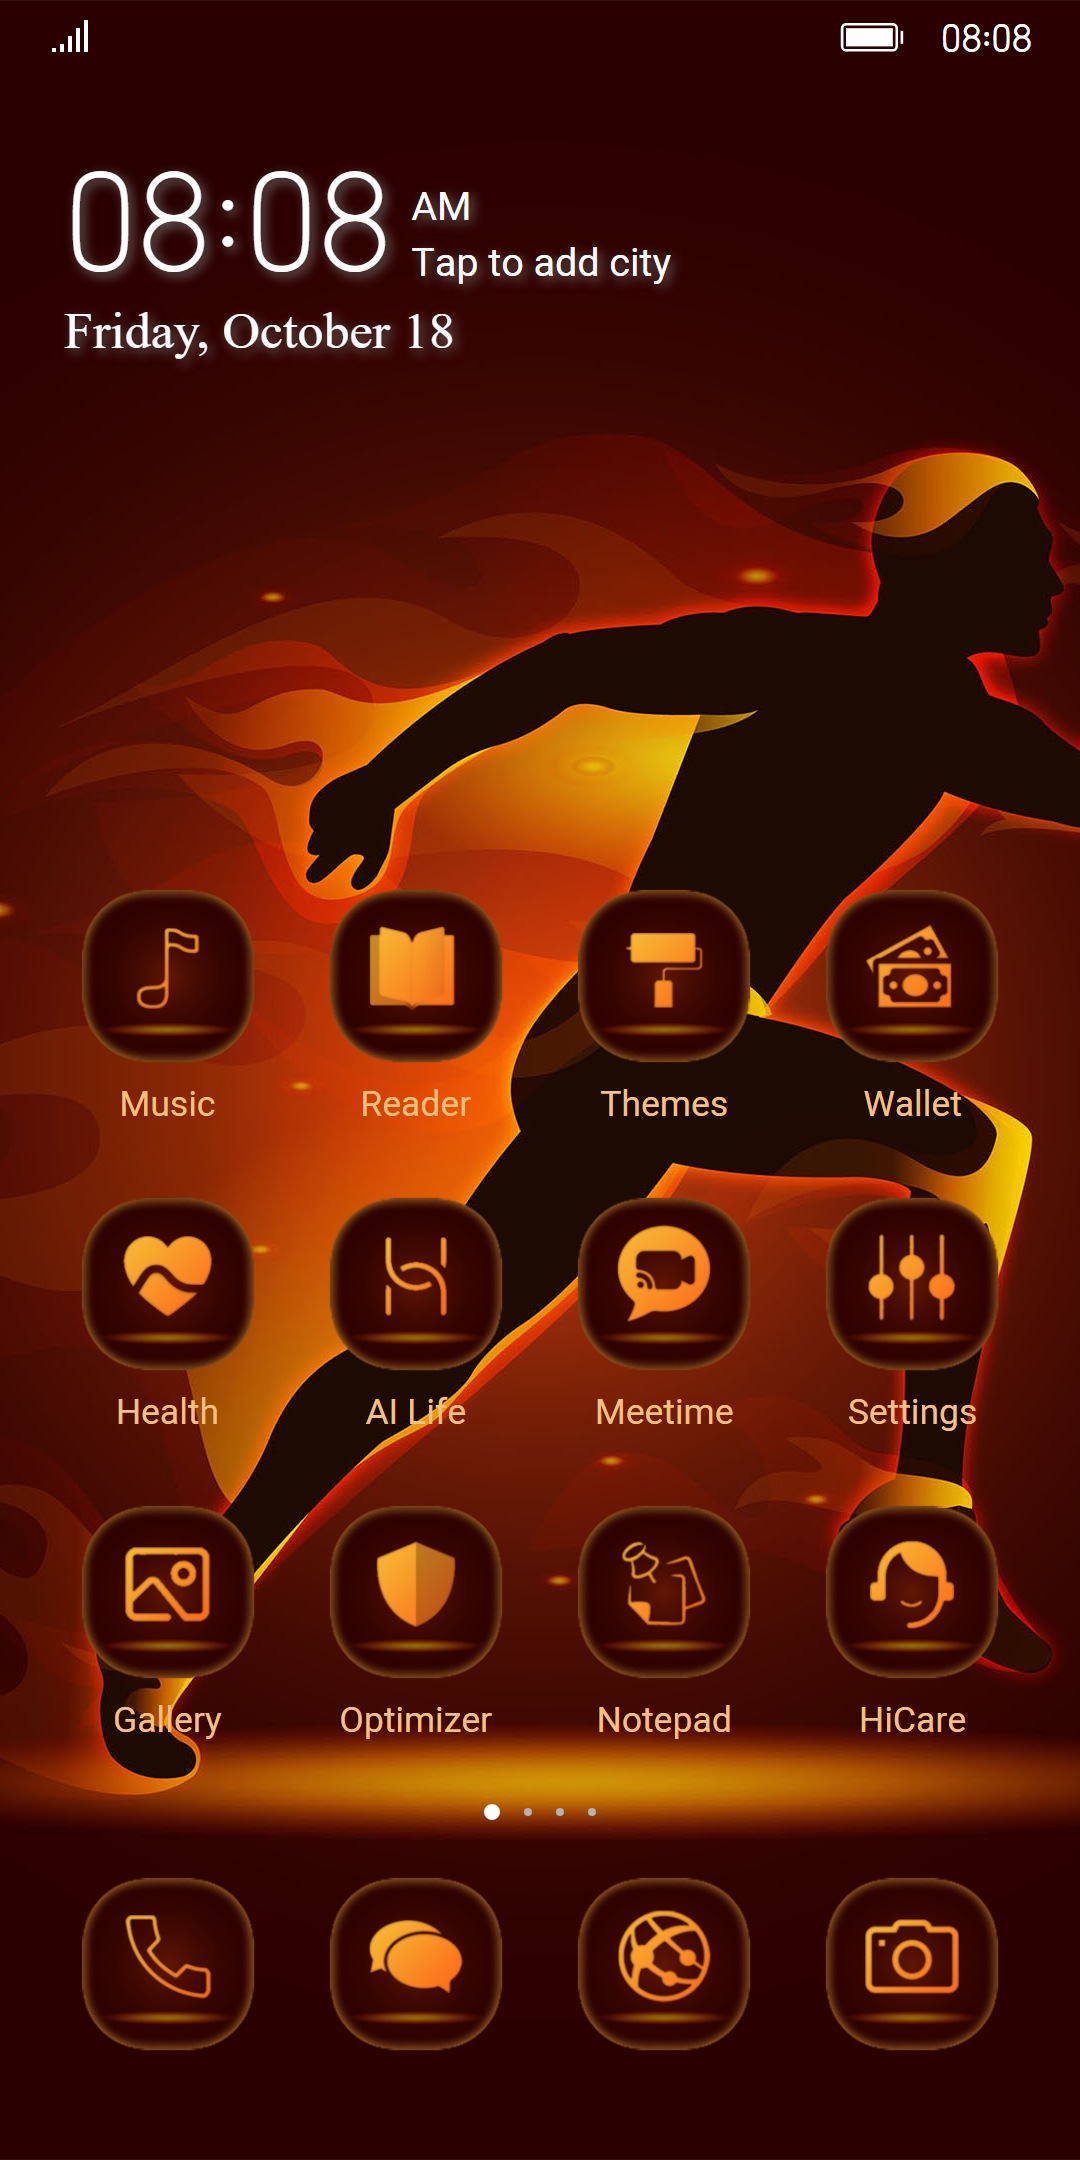 08:08
08:08 AM
Tap to add city
Friday, October 18
Music Reader Themes Wallet
Health AI Life Meetime Settings
Gallery Optimizer Notepad HiCare